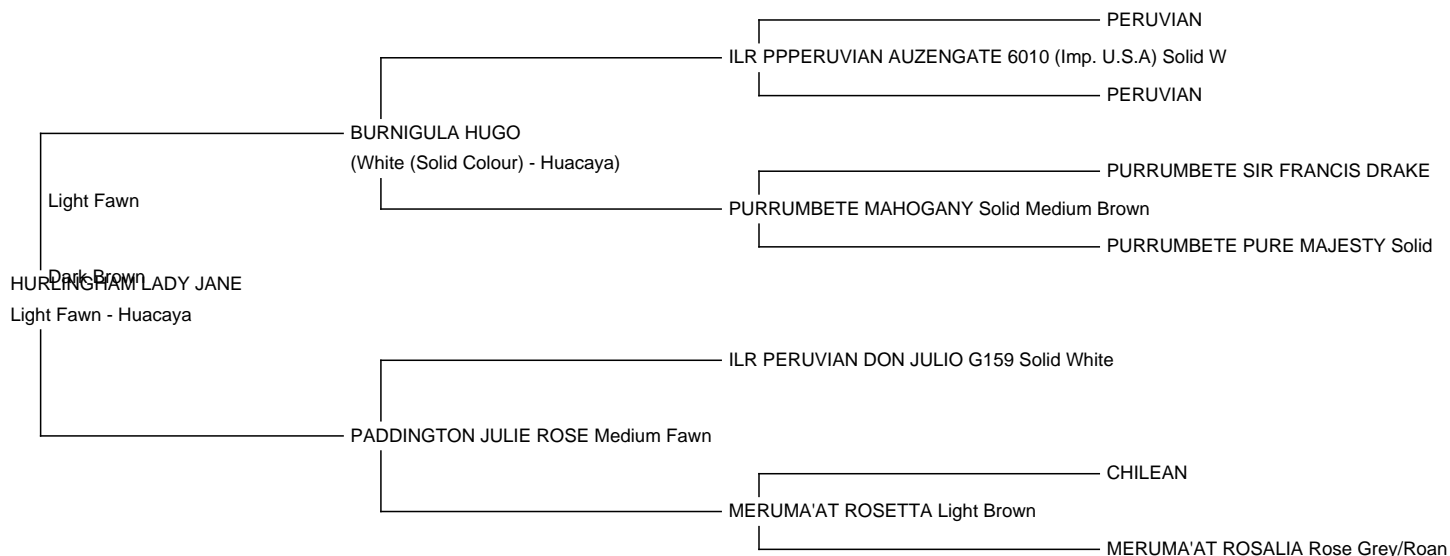 PERUVIAN
ILR PPPERUVIAN AUZENGATE 6010 (Imp. U.S.A) Solid W
PERUVIAN
BURNIGULA HUGO
(White (Solid Colour) - Huacaya)
PURRUMBETE SIR FRANCIS DRAKE
Light Fawn
PURRUMBETE MAHOGANY Solid Medium Brown
PURRUMBETE PURE MAJESTY Solid
Dark Brown
HURLINGHAM LADY JANE
Light Fawn - Huacaya
ILR PERUVIAN DON JULIO G159 Solid White
PADDINGTON JULIE ROSE Medium Fawn
CHILEAN
MERUMA'AT ROSETTA Light Brown
MERUMA'AT ROSALIA Rose Grey/Roan